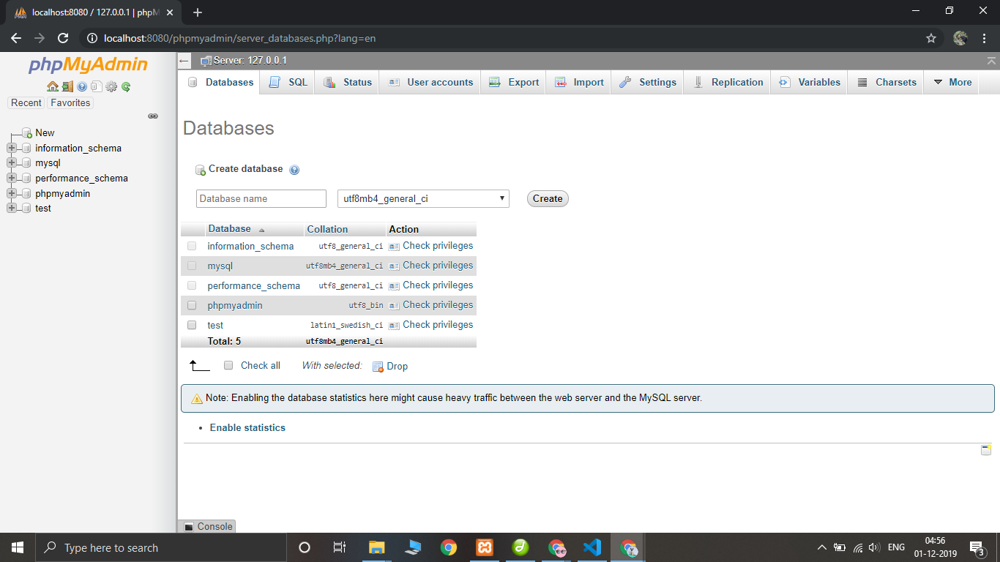 localhost:8080 / 127.0.0.1 | phpM
localhost:8080/phpmyadmin/server_databases.php?lang=en
phpMyAdmin
Recent Favorites
New
information_schema
mysql
performance_schema
phpmyadmin
test
Server: 127.0.0.1
Databases SQL Status User accounts Export Import Settings Replication Variables Charsets More
Databases
Create database
Database name utf8mb4_general_ci Create
Database Collation Action
information_schema utf8_general_ci Check privileges
mysql utf8mb4_general_ci Check privileges
performance_schema utf8_general_ci Check privileges
phpmyadmin utf8_bin Check privileges
test latin1_swedish_ci Check privileges
Total: 5 utf8mb4_general_ci
Check all With selected: Drop
Note: Enabling the database statistics here might cause heavy traffic between the web server and the MySQL server.
Enable statistics
Console
Type here to search
ENG
04:56
01-12-2019
3